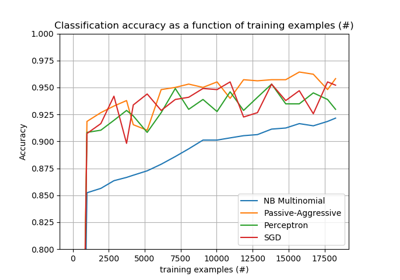 Classification accuracy as a function of training examples (#)
1.000
0.975
0.950
0.925
0.900
0.875
0.850
0.825
0.800
Accuracy
0 2500 5000 7500 10000 12500 15000 17500
training examples (#)
NB Multinomial
Passive-Aggressive
Perceptron
SGD